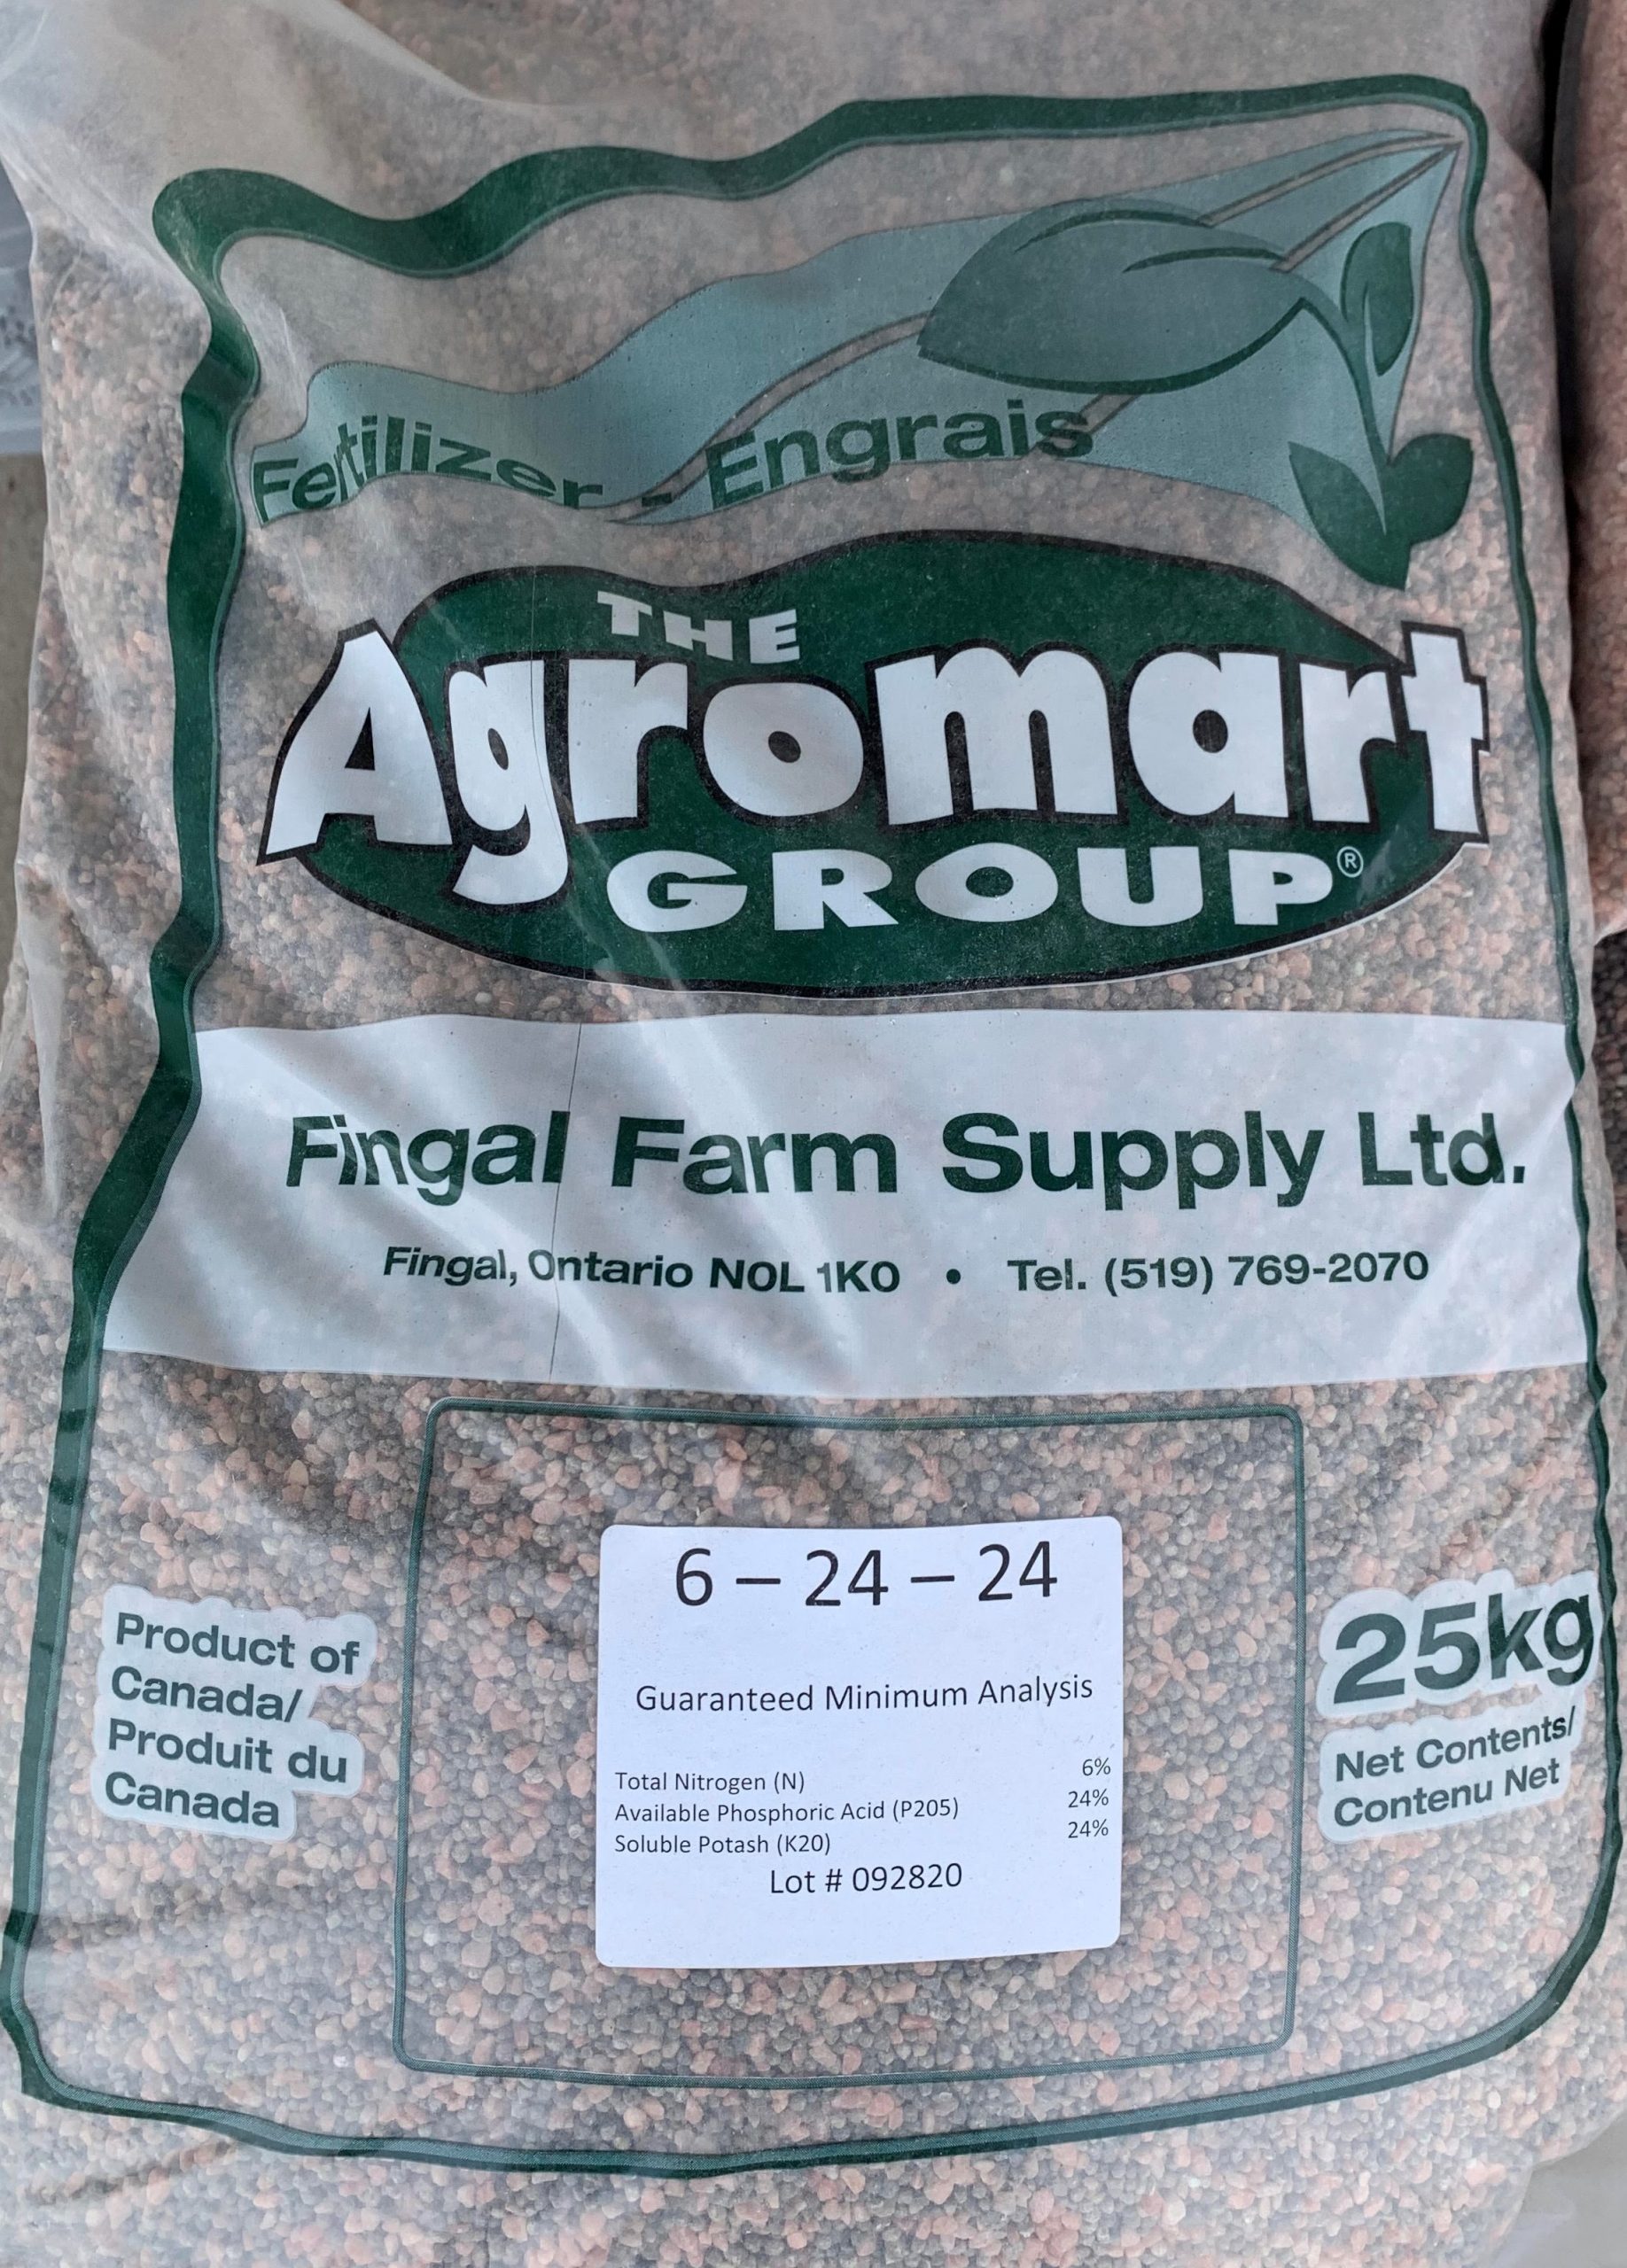 Fertilizer - Engrais
THE
Agromart
GROUP®
Fingal Farm Supply Ltd.
Fingal, Ontario N0L 1K0 • Tel. (519) 769-2070
6 – 24 – 24
Guaranteed Minimum Analysis
Total Nitrogen (N) 6%
Available Phosphoric Acid (P205) 24%
Soluble Potash (K20) 24%
Lot # 092820
Product of
Canada/
Produit du
Canada
25kg
Net Contents/
Contenu Net